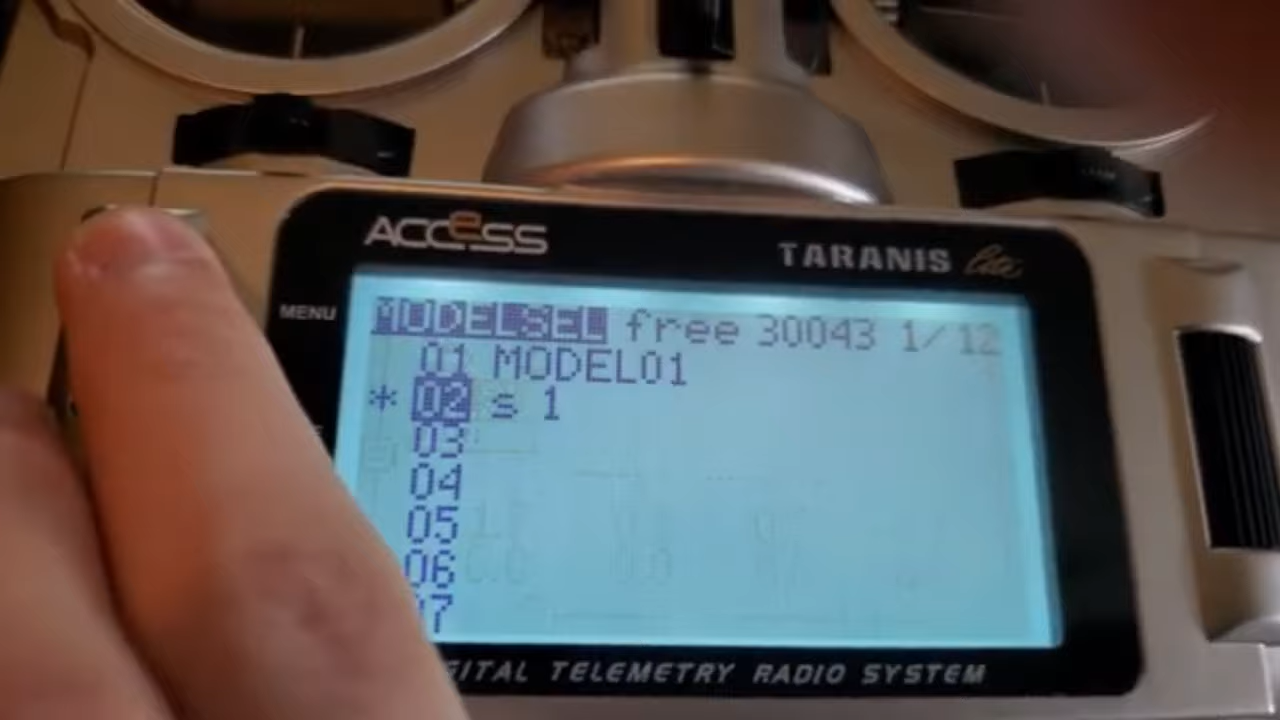 ACCESS
TARANIS lite
MENU
MODELSEL free 30043 1/12
01 MODEL01
* 02 s 1
03
04
05
06
07
GITAL TELEMETRY RADIO SYSTEM